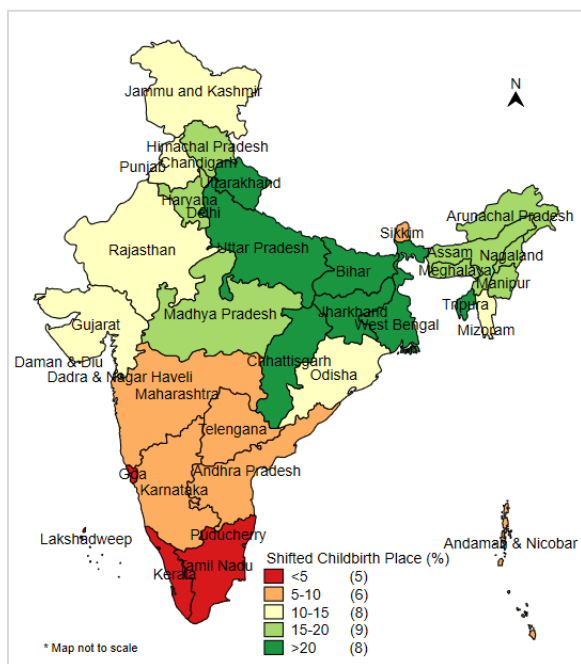 N
Jammu and Kashmir
Himachal Pradesh
Punjab
Chandigarh
Uttarakhand
Haryana
Delhi
Arunachal Pradesh
Sikkim
Rajasthan
Uttar Pradesh
Assam
Nagaland
Bihar
Meghalaya
Manipur
Tripura
Gujarat
Madhya Pradesh
Jharkhand
West Bengal
Mizoram
Daman & Diu
Chhattisgarh
Dadra & Nagar Haveli
Odisha
Maharashtra
Telengana
Goa
Andhra Pradesh
Karnataka
Lakshadweep
Puducherry
Andaman & Nicobar
Kerala
Tamil Nadu
Shifted Childbirth Place (%)
<5 (5)
5-10 (6)
10-15 (8)
15-20 (9)
>20 (8)
* Map not to scale